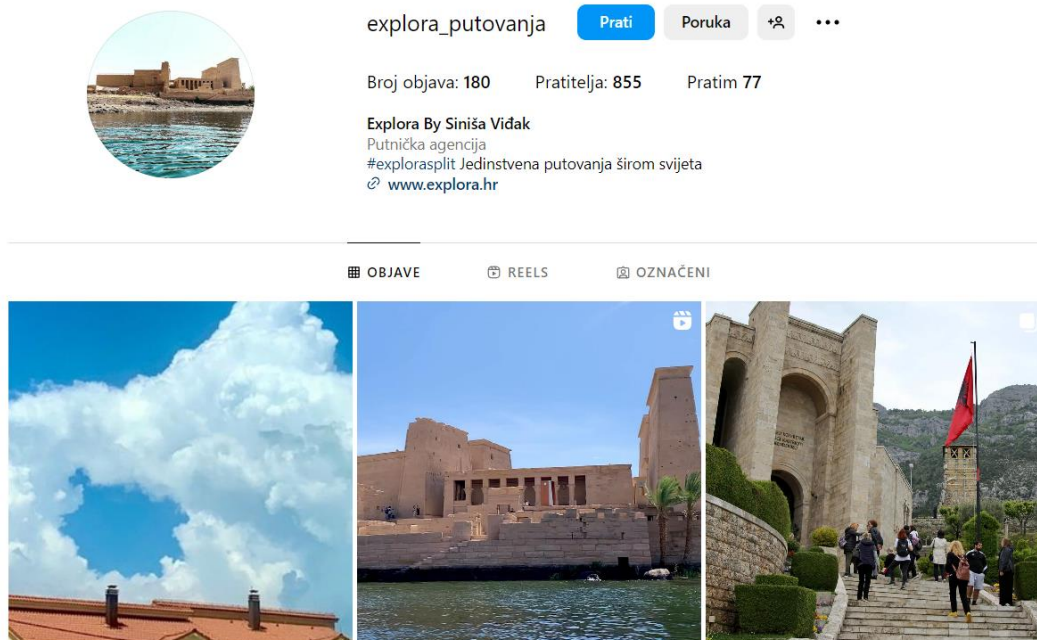 explora_putovanja Prati Poruka
Broj objava: 180 Pratitelja: 855 Pratim 77
Explora By Siniša Viđak
Putnička agencija
#explorasplit Jedinstvena putovanja širom svijeta
www.explora.hr
OBJAVE REELS OZNAČENI